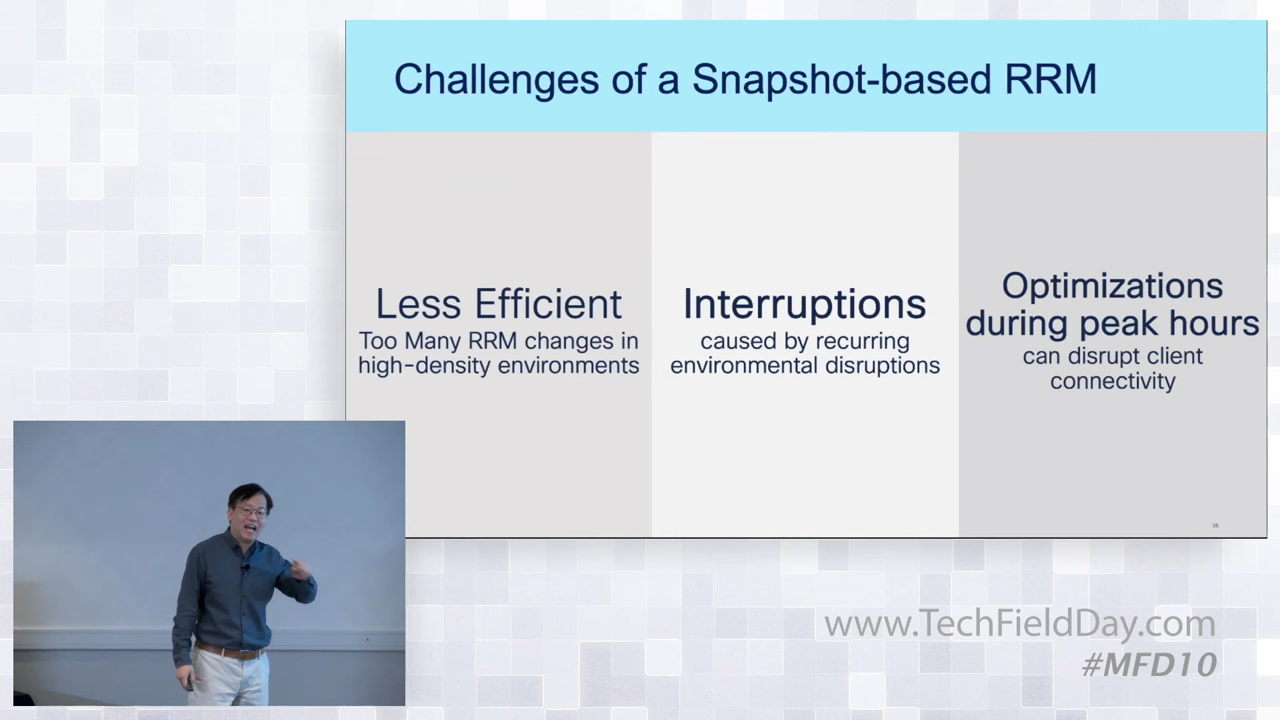 Challenges of a Snapshot-based RRM
Less Efficient
Too Many RRM changes in
high-density environments
Interruptions
caused by recurring
environmental disruptions
Optimizations
during peak hours
can disrupt client
connectivity
www.TechFieldDay.com
#MFD10